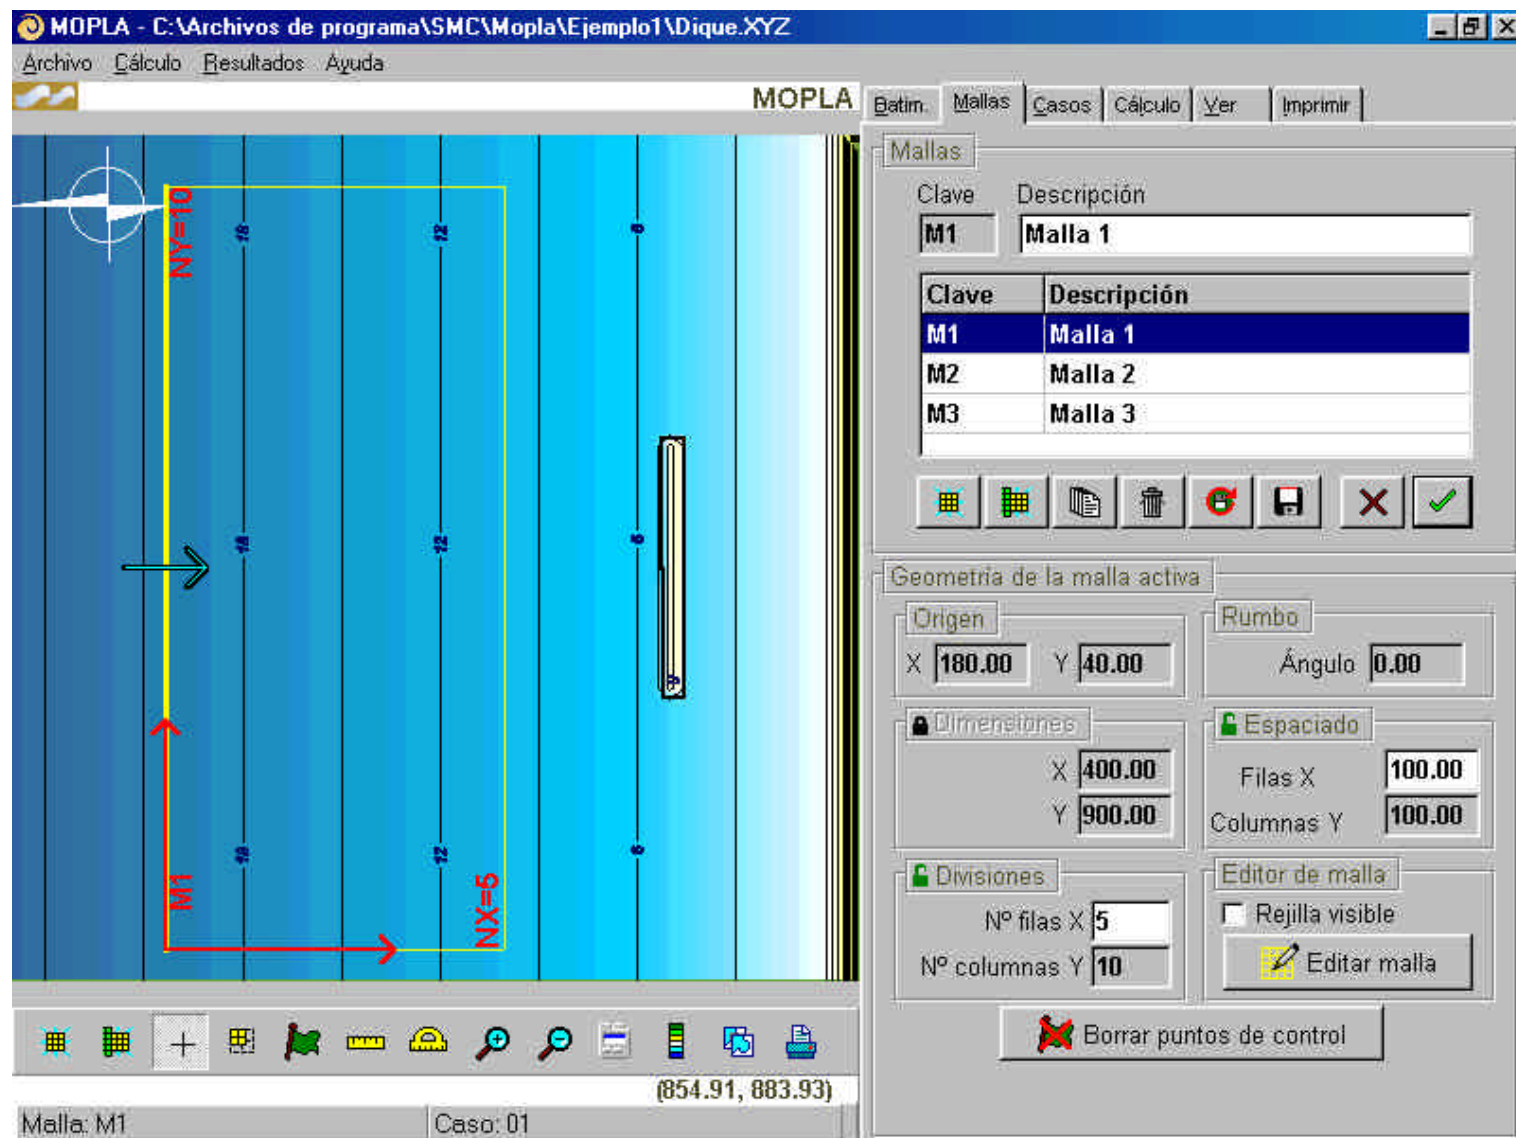 MOPLA - C:\Archivos de programa\SMC\Mopla\Ejemplo1\Dique.XYZ
Archivo Cálculo Resultados Ayuda
MOPLA
Batim. Mallas Casos Cálculo Ver Imprimir
Mallas
Clave Descripción
M1 Malla 1
Clave Descripción
M1 Malla 1
M2 Malla 2
M3 Malla 3
NY=10
18 12 6
18 12 6
18 12 6
M1
NX=5
Geometría de la malla activa
Origen
X 180.00 Y 40.00
Rumbo
Ángulo 0.00
Dimensiones
X 400.00
Y 900.00
Espaciado
Filas X 100.00
Columnas Y 100.00
Divisiones
Nº filas X 5
Nº columnas Y 10
Editor de malla
Rejilla visible
Editar malla
Borrar puntos de control
(854.91, 883.93)
Malla: M1 Caso: 01